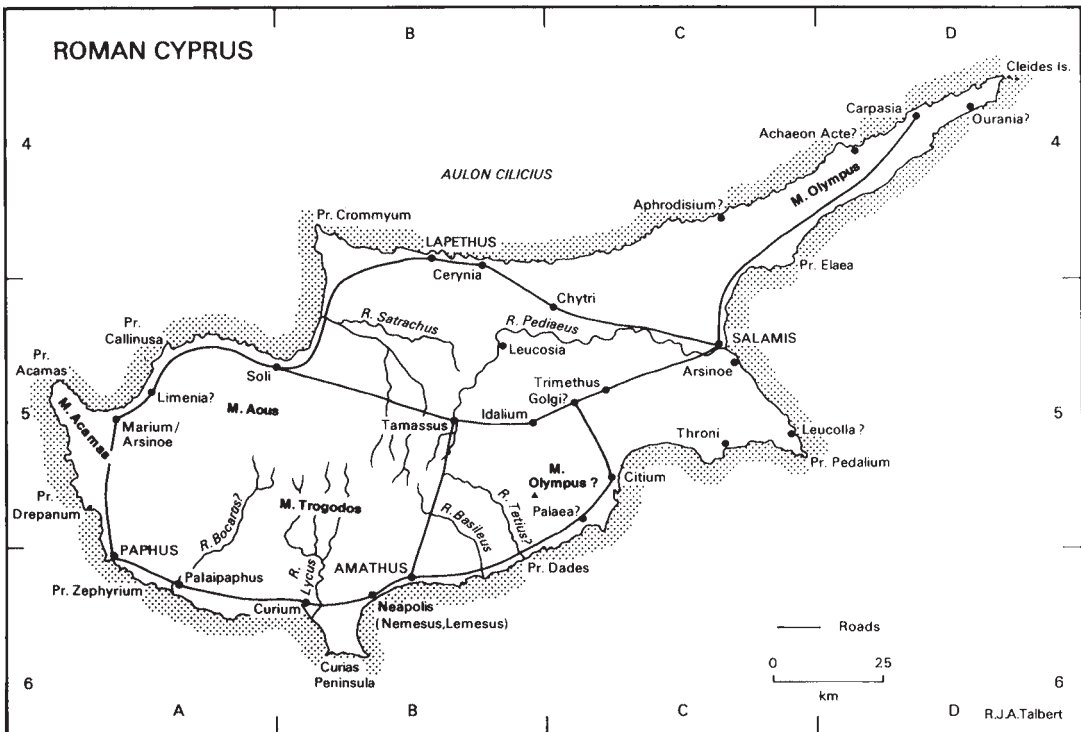 ROMAN CYPRUS
B
C
D
Cleides Is.
Carpasia
Ourania?
4
Achaeon Acte?
4
M. Olympus
AULON CILICIUS
Aphrodisium?
Pr. Crommyum
LAPETHUS
Cerynia
Pr. Elaea
Chytri
R. Satrachus
R. Pediaeus
Pr.
Callinusa
SALAMIS
Leucosia
Pr.
Acamas
Soli
Arsinoe
Trimethus
Limenia?
Golgi?
M. Acamas
M. Aous
5
Idalium
5
Tamassus
Marium/
Arsinoe
Throni
Leucolla?
Pr. Pedalium
M.
Olympus?
Citium
Pr.
Drepanum
R. Bocarus?
M. Trogodos
R. Tetius?
Palaea?
R. Basileus
PAPHUS
AMATHUS
Pr. Dades
Palaipaphus
R.
Lycus
Pr. Zephyrium
Curium
Neapolis
(Nemesus,Lemesus)
Roads
Curias
Peninsula
0
25
km
6
6
A
B
C
D
R.J.A.Talbert